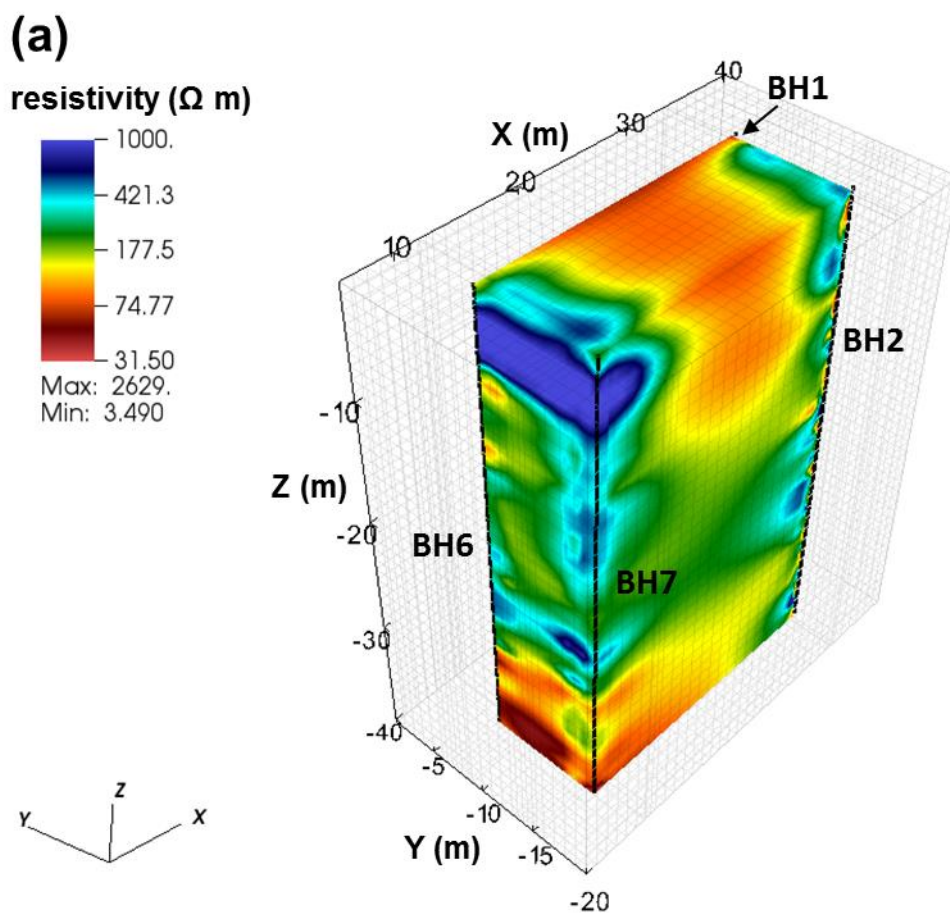 (a)
resistivity (Ω m)
1000.
421.3
177.5
74.77
31.50
Max: 2629.
Min: 3.490
40
BH1
X (m)
30
20
10
BH2
-10
Z (m)
-20
BH6
BH7
-30
-40
-5
-10
Y (m)
-15
-20
Z
Y
X